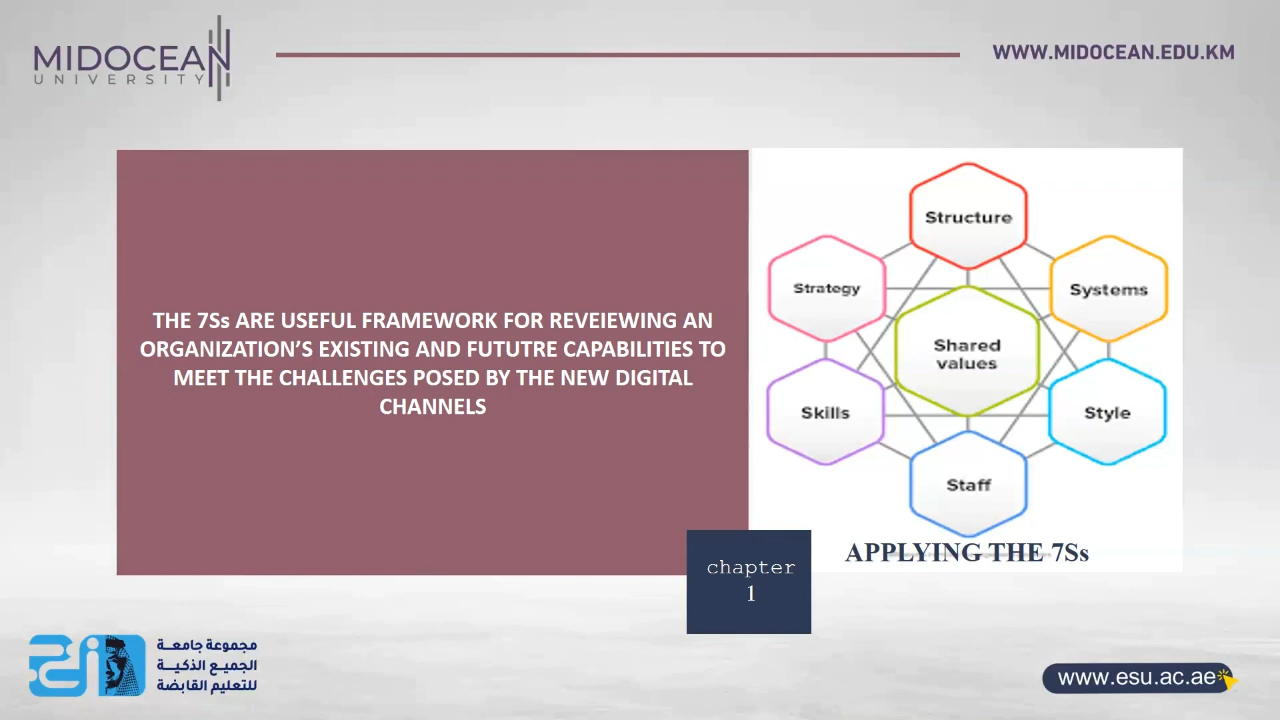 MIDOCEAN
UNIVERSITY
WWW.MIDOCEAN.EDU.KM
THE 7Ss ARE USEFUL FRAMEWORK FOR REVEIEWING AN
ORGANIZATION'S EXISTING AND FUTUTRE CAPABILITIES TO
MEET THE CHALLENGES POSED BY THE NEW DIGITAL
CHANNELS
Structure
Strategy
Systems
Shared
values
Skills
Style
Staff
APPLYING THE 7Ss
chapter
1
مجموعة جامعة
الجميع الذكية
للتعليم القابضة
www.esu.ac.ae